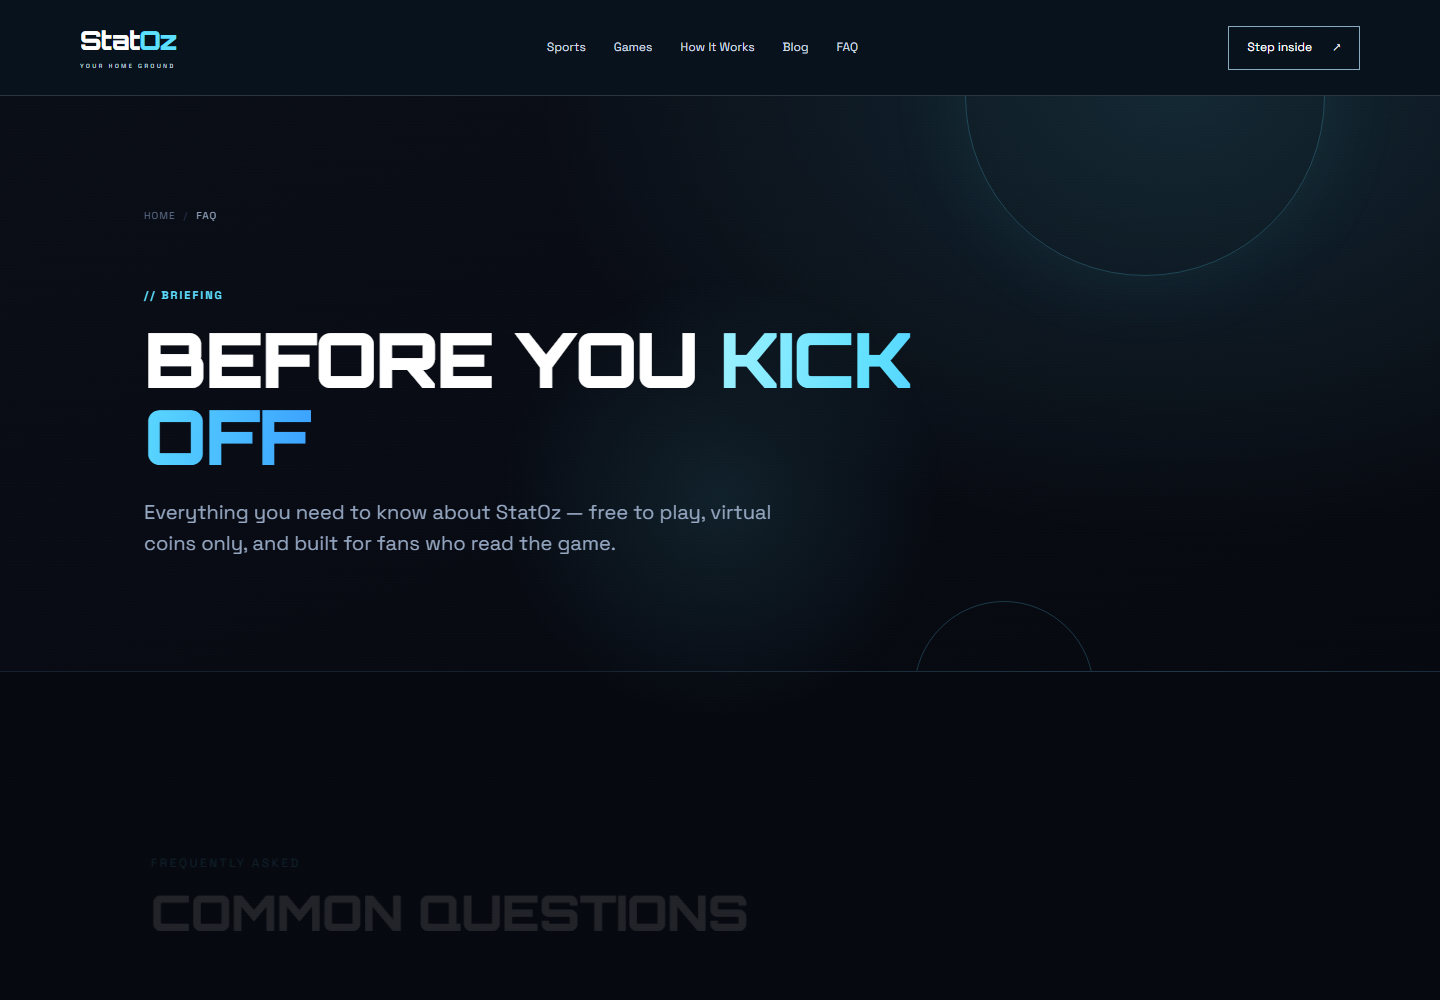 StatOz
YOUR HOME GROUND
Sports Games How It Works Blog FAQ
Step inside ↗
HOME / FAQ
// BRIEFING
BEFORE YOU KICK
OFF
Everything you need to know about StatOz — free to play, virtual
coins only, and built for fans who read the game.
FREQUENTLY ASKED
COMMON QUESTIONS